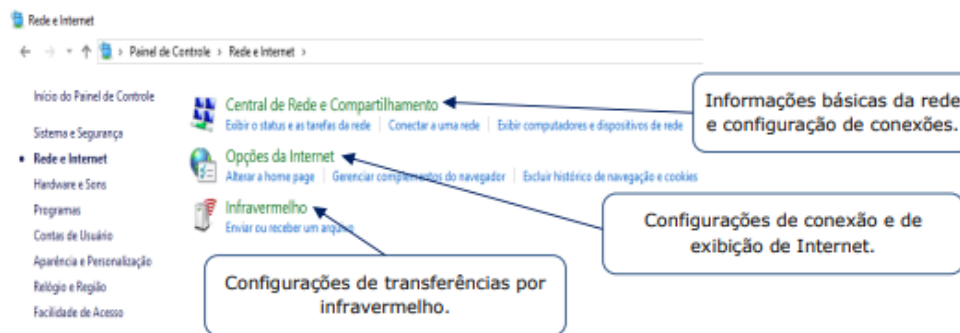 Rede e Internet
Painel de Controle > Rede e Internet >
Início do Painel de Controle
Sistema e Segurança
Rede e Internet
Hardware e Sons
Programas
Contas de Usuário
Aparência e Personalização
Relógio e Região
Facilidade de Acesso
Central de Rede e Compartilhamento
Exibir o status e as tarefas da rede | Conectar a uma rede | Exibir computadores e dispositivos de rede
Opções da Internet
Alterar a home page | Gerenciar complementos do navegador | Excluir histórico de navegação e cookies
Infravermelho
Enviar ou receber um arquivo
Informações básicas da rede
e configuração de conexões.
Configurações de conexão e de
exibição de Internet.
Configurações de transferências por
infravermelho.